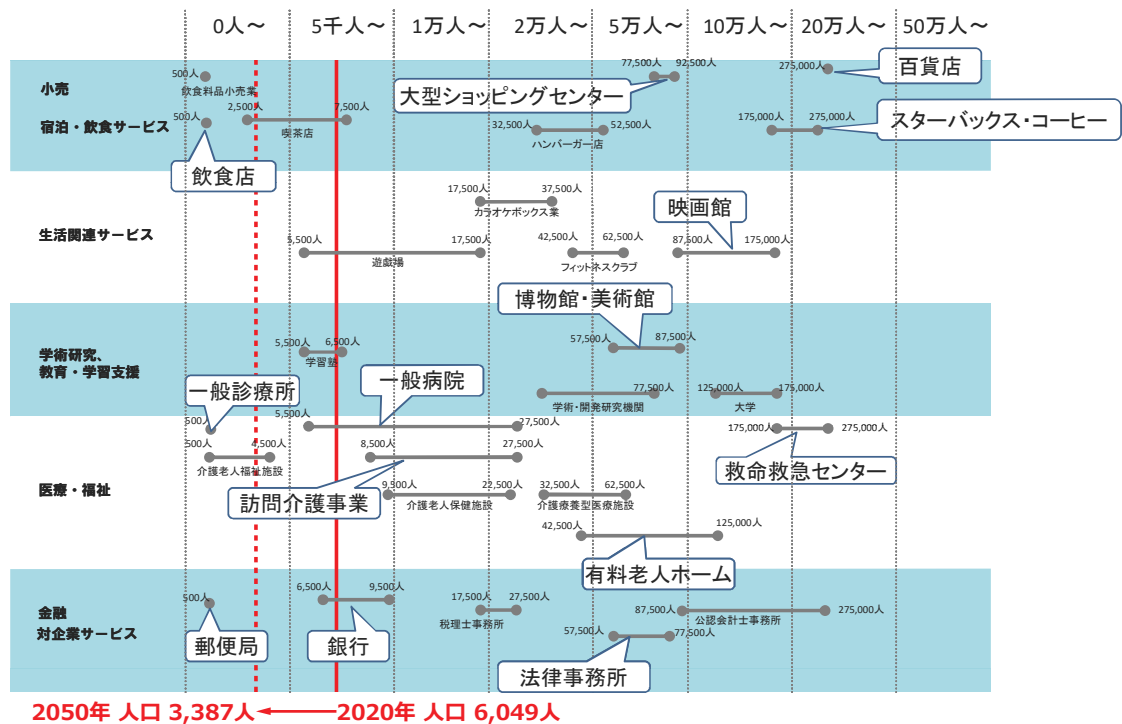 0人～ 5千人～ 1万人～ 2万人～ 5万人～ 10万人～ 20万人～ 50万人～
小売
500人
飲食料品小売業
77,500人 92,500人
大型ショッピングセンター
275,000人
百貨店
宿泊・飲食サービス
500人
飲食店
2,500人 7,500人
喫茶店
32,500人 52,500人
ハンバーガー店
175,000人 275,000人
スターバックス・コーヒー
生活関連サービス
17,500人 37,500人
カラオケボックス業
映画館
5,500人 17,500人
遊戯場
42,500人 62,500人
フィットネスクラブ
87,500人 175,000人
学術研究、
教育・学習支援
博物館・美術館
57,500人 87,500人
5,500人 6,500人
学習塾
77,500人
学術・開発研究機関
125,000人 175,000人
大学
医療・福祉
一般診療所
500人
一般病院
5,500人 27,500人
175,000人 275,000人
救命救急センター
500人 4,500人
介護老人福祉施設
8,500人 27,500人
訪問介護事業
9,500人 22,500人
介護老人保健施設
32,500人 62,500人
介護療養型医療施設
42,500人 125,000人
有料老人ホーム
金融
対企業サービス
500人
郵便局
6,500人 9,500人
銀行
17,500人 27,500人
税理士事務所
87,500人 275,000人
公認会計士事務所
57,500人 77,500人
法律事務所
2050年 人口 3,387人 2020年 人口 6,049人